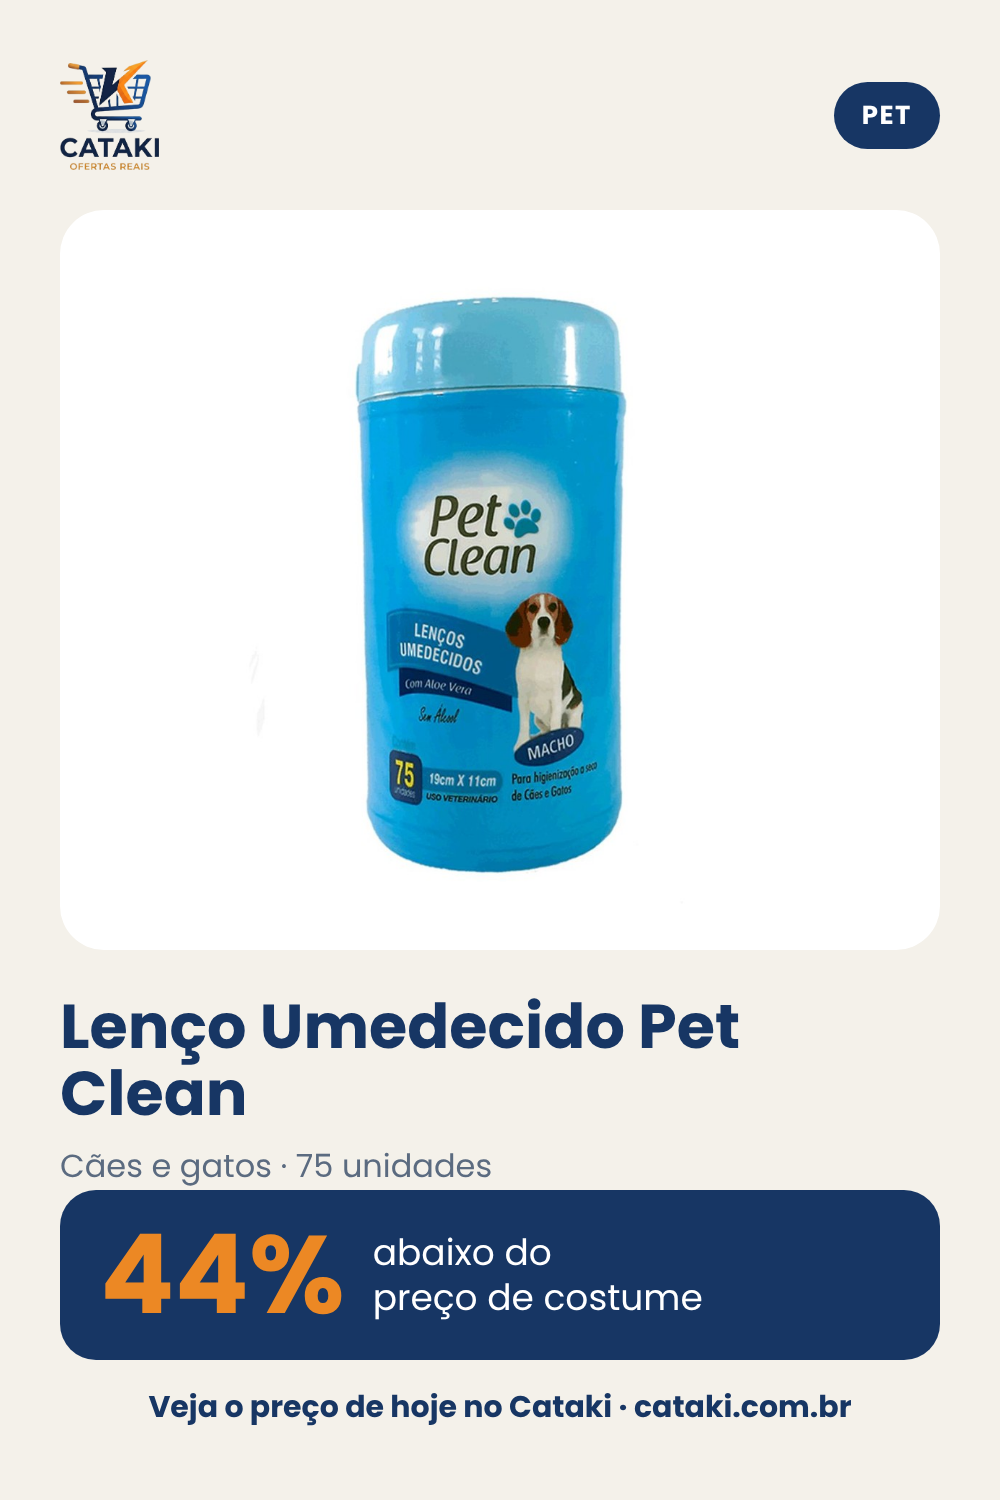 K
CATAKI
OFERTAS REAIS
PET
Pet
Clean
LENÇOS
UMEDECIDOS
Com Aloe Vera
Sem Álcool
MACHO
75
unidades
19cm X 11cm
USO VETERINÁRIO
Para higienização a seco
de Cães e Gatos
Lenço Umedecido Pet
Clean
Cães e gatos · 75 unidades
44%
abaixo do
preço de costume
Veja o preço de hoje no Cataki · cataki.com.br